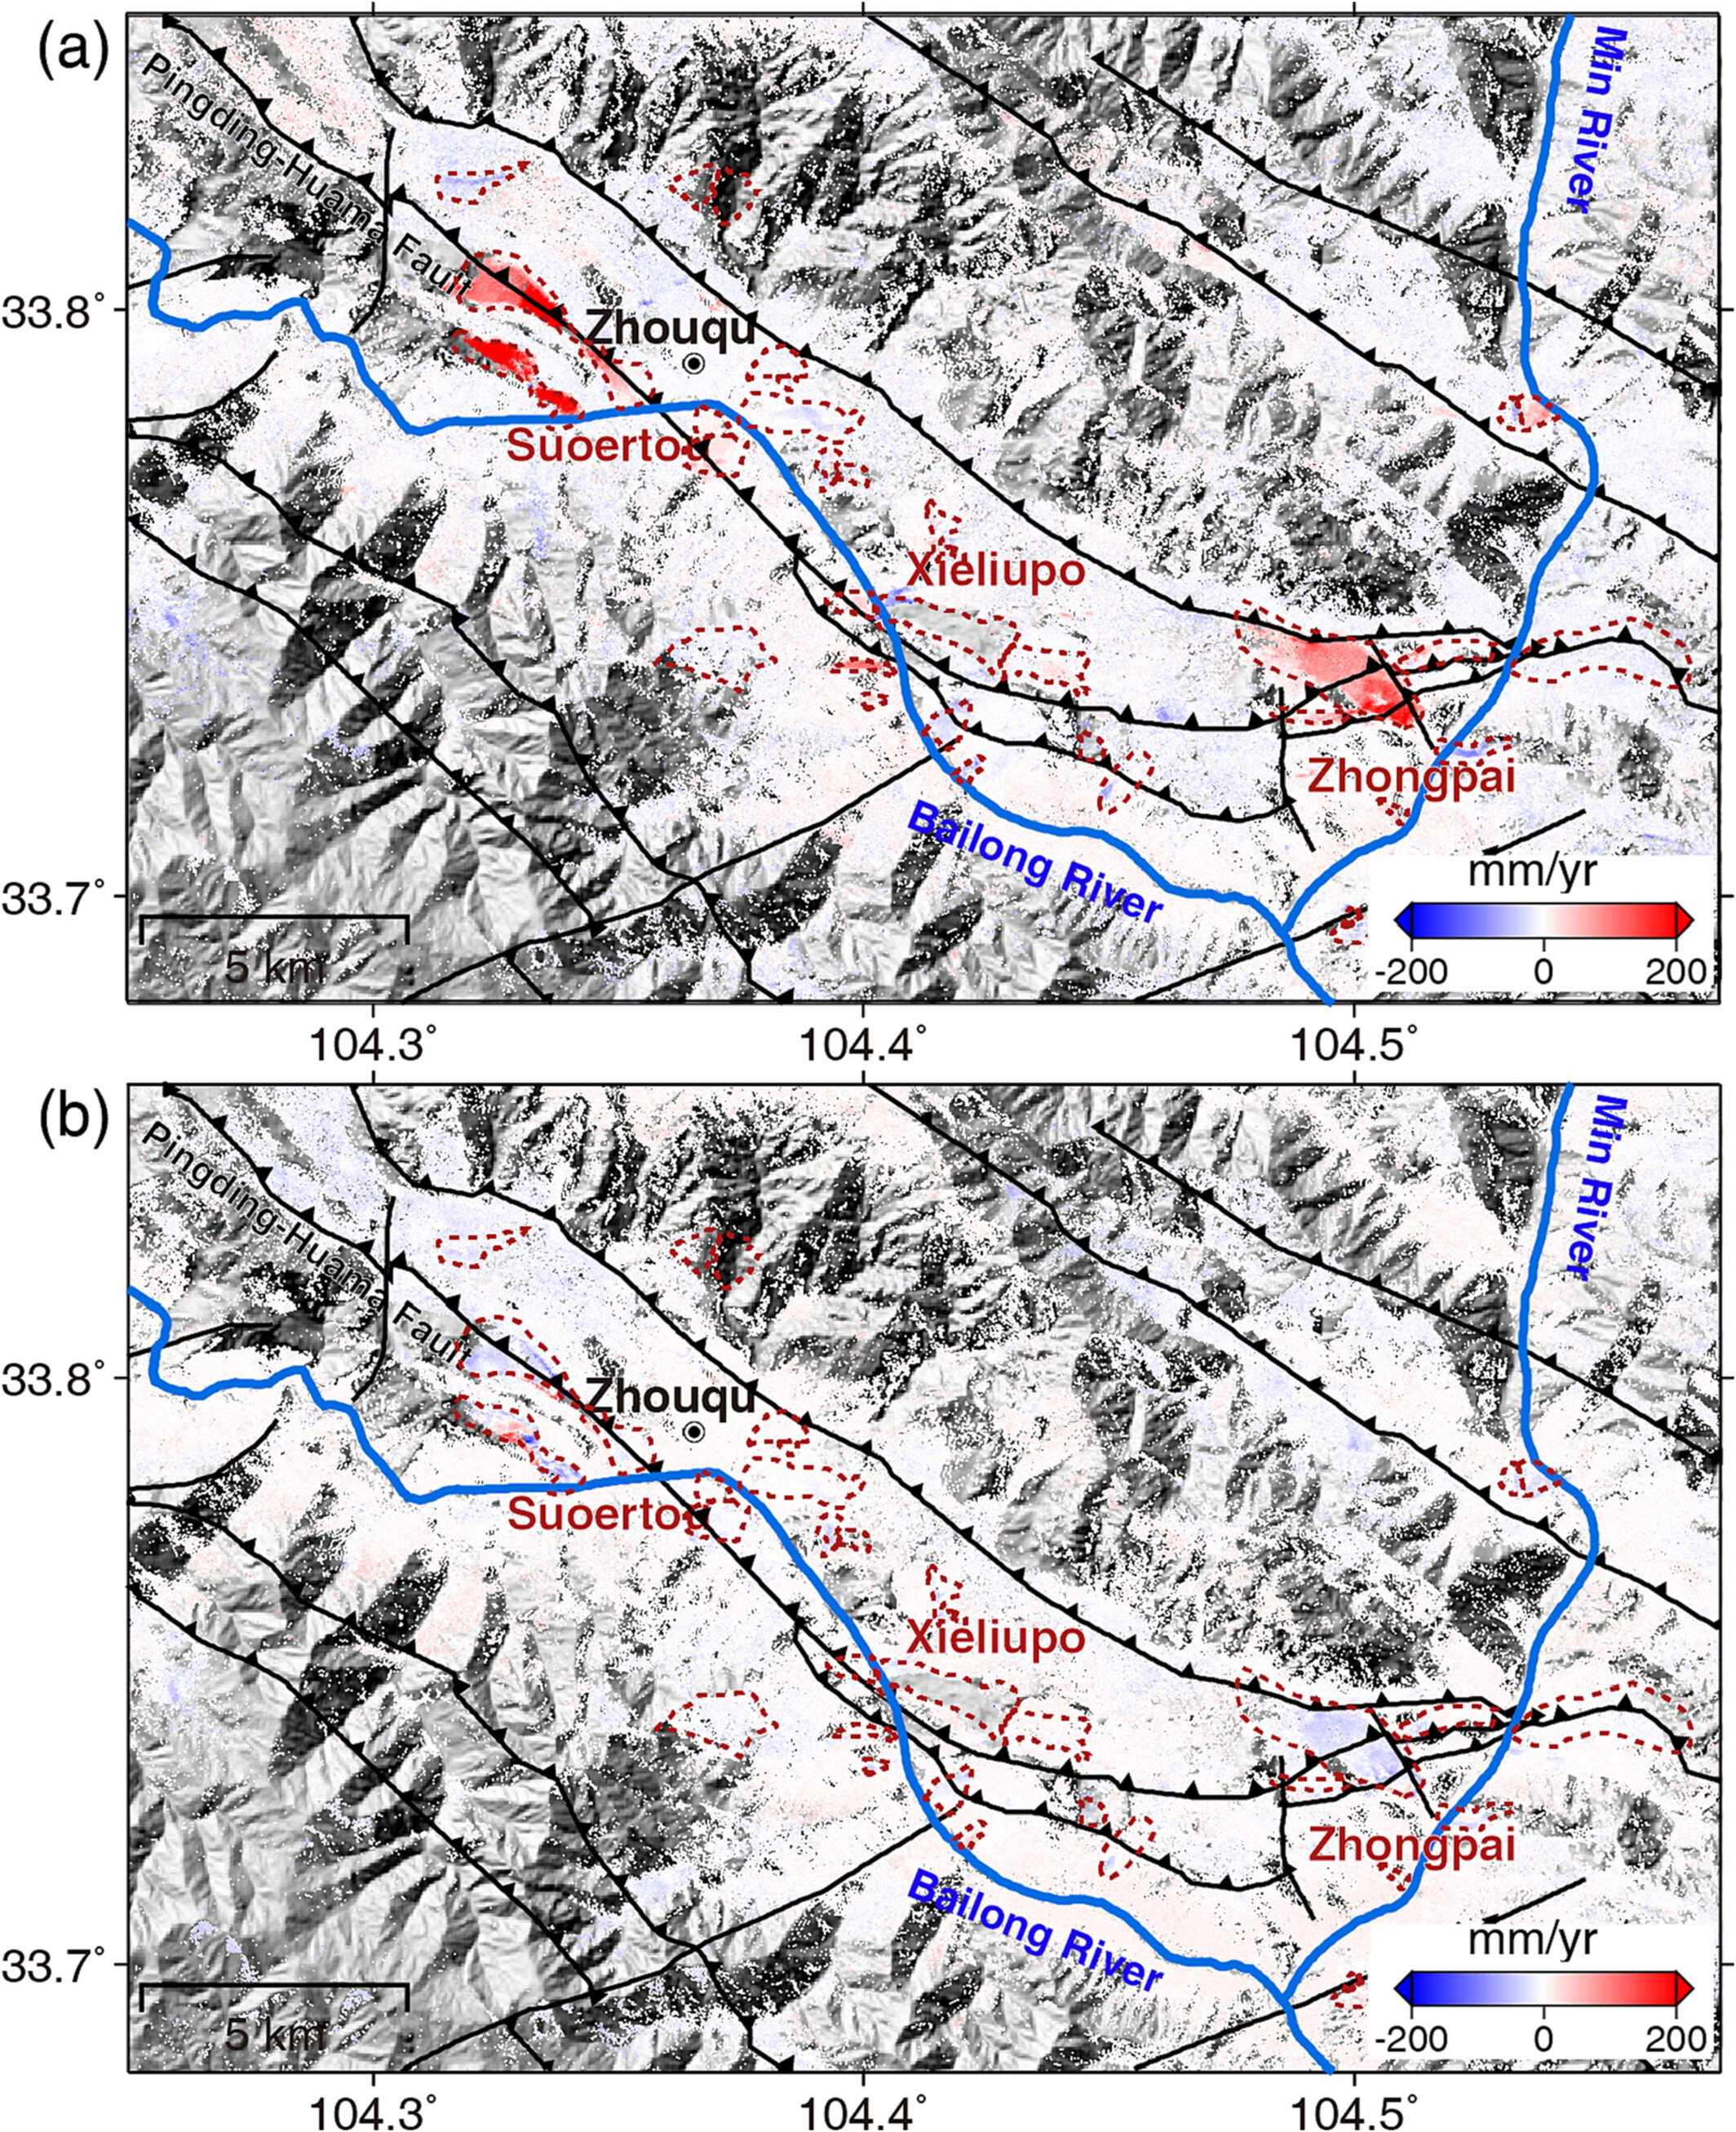 (a)
Min River
Pingding-Huama Fault
33.8°
Zhouqu
Suoertou
Xieliupo
Zhongpai
Bailong River
33.7°
mm/yr
-200 0 200
5 km
104.3° 104.4° 104.5°
(b)
Min River
Pingding-Huama Fault
33.8°
Zhouqu
Suoertou
Xieliupo
Zhongpai
Bailong River
33.7°
mm/yr
-200 0 200
5 km
104.3° 104.4° 104.5°